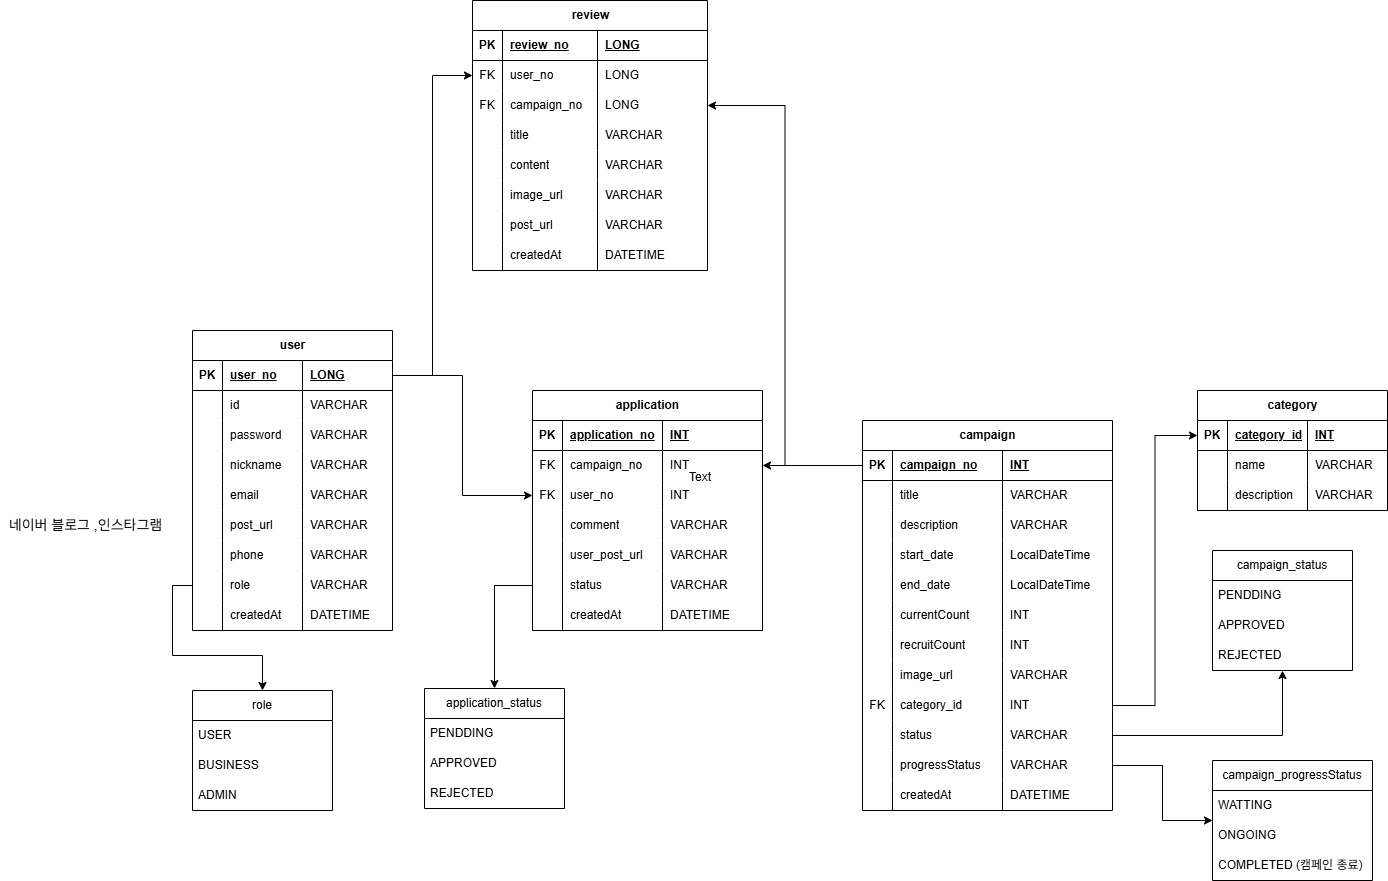 review
PK review_no LONG
FK user_no LONG
FK campaign_no LONG
title VARCHAR
content VARCHAR
image_url VARCHAR
post_url VARCHAR
createdAt DATETIME
user
PK user_no LONG
id VARCHAR
password VARCHAR
nickname VARCHAR
email VARCHAR
post_url VARCHAR
phone VARCHAR
role VARCHAR
createdAt DATETIME
네이버 블로그 ,인스타그램
role
USER
BUSINESS
ADMIN
application
PK application_no INT
FK campaign_no INT
Text
FK user_no INT
comment VARCHAR
user_post_url VARCHAR
status VARCHAR
createdAt DATETIME
application_status
PENDDING
APPROVED
REJECTED
campaign
PK campaign_no INT
title VARCHAR
description VARCHAR
start_date LocalDateTime
end_date LocalDateTime
currentCount INT
recruitCount INT
image_url VARCHAR
FK category_id INT
status VARCHAR
progressStatus VARCHAR
createdAt DATETIME
category
PK category_id INT
name VARCHAR
description VARCHAR
campaign_status
PENDDING
APPROVED
REJECTED
campaign_progressStatus
WATTING
ONGOING
COMPLETED (캠페인 종료)